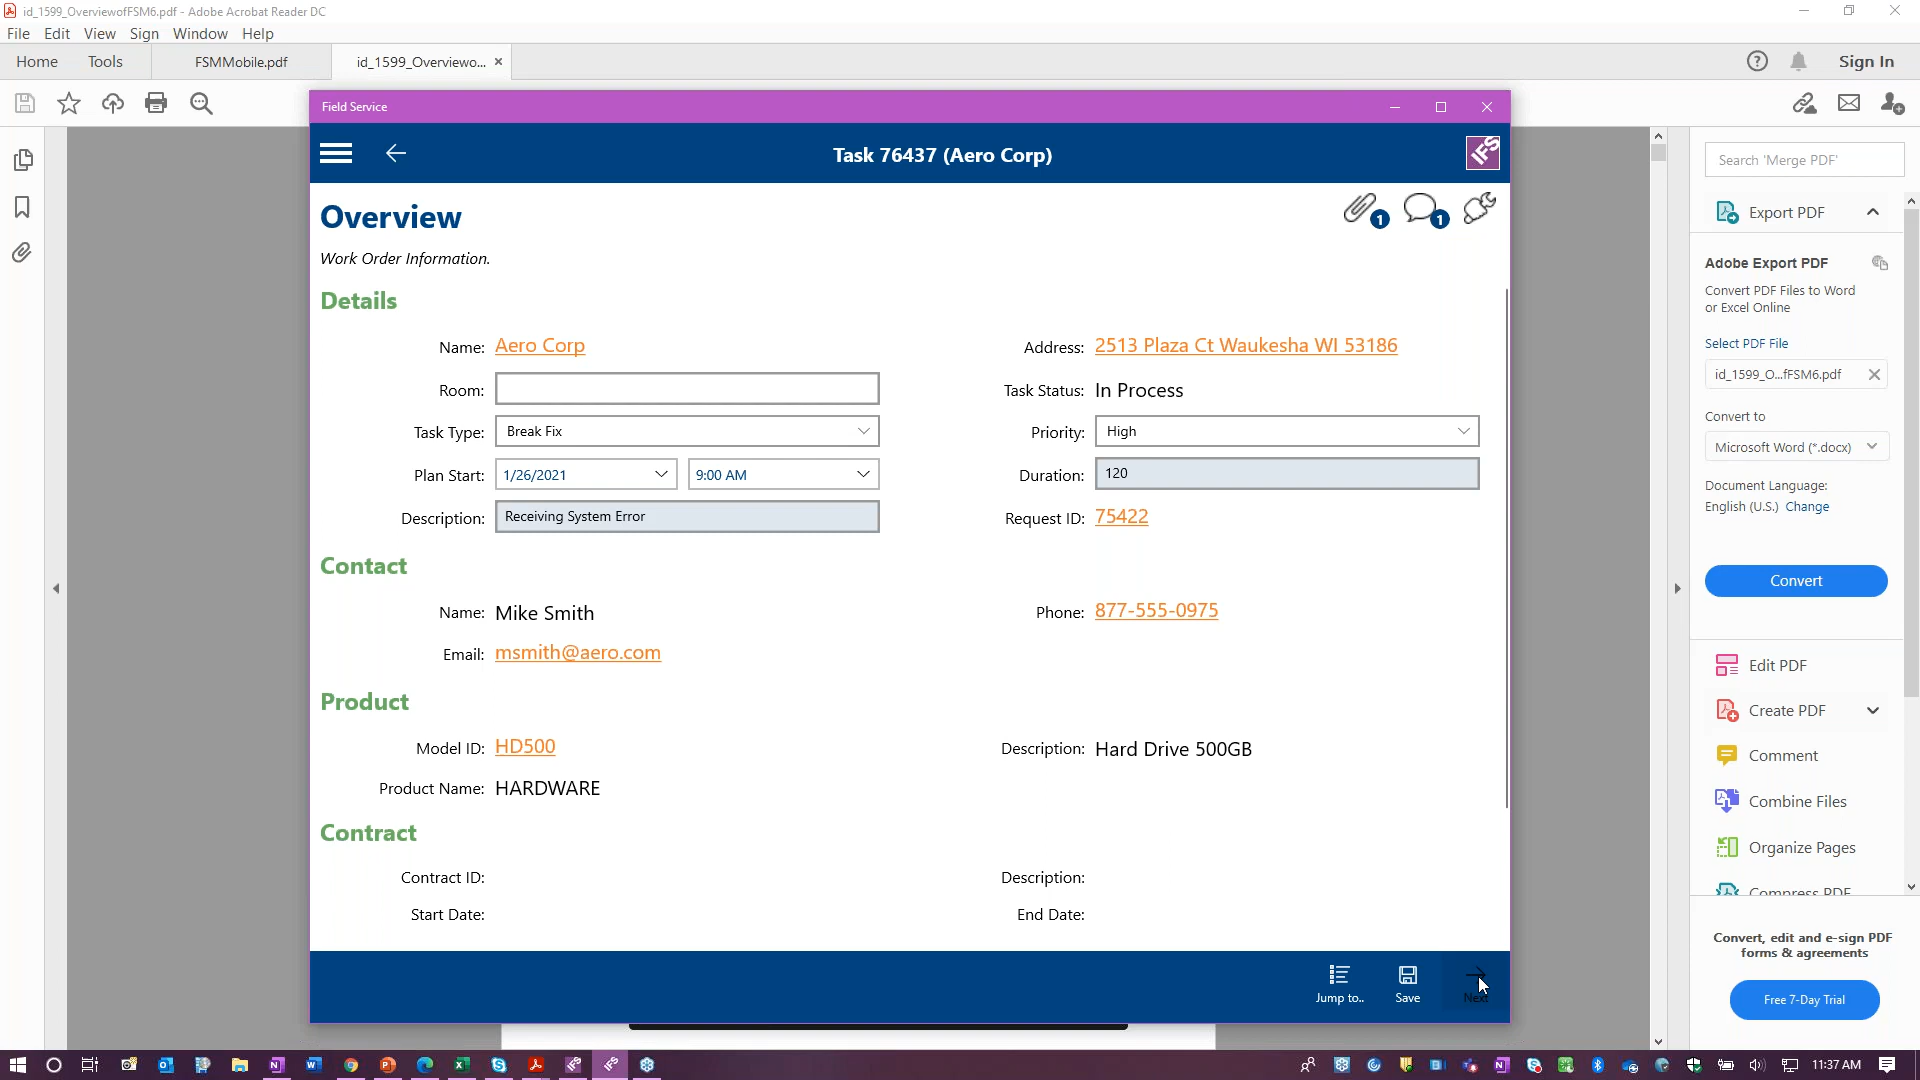 id_1599_OverviewofFSM6.pdf - Adobe Acrobat Reader DC
File Edit View Sign Window Help
Home Tools FSMMobile.pdf id_1599_Overviewo... × Sign In
Field Service
Task 76437 (Aero Corp) IFS
Overview 1 1
Work Order Information.
Details
Name: Aero Corp Address: 2513 Plaza Ct Waukesha WI 53186
Room: Task Status: In Process
Task Type: Break Fix Priority: High
Plan Start: 1/26/2021 9:00 AM Duration: 120
Description: Receiving System Error Request ID: 75422
Contact
Name: Mike Smith Phone: 877-555-0975
Email: msmith@aero.com
Product
Model ID: HD500 Description: Hard Drive 500GB
Product Name: HARDWARE
Contract
Contract ID: Description:
Start Date: End Date:
Jump to.. Save Next
Search 'Merge PDF'
Export PDF
Adobe Export PDF
Convert PDF Files to Word
or Excel Online
Select PDF File
id_1599_O...fFSM6.pdf
Convert to
Microsoft Word (*.docx)
Document Language:
English (U.S.) Change
Convert
Edit PDF
Create PDF
Comment
Combine Files
Organize Pages
Compress PDF
Convert, edit and e-sign PDF
forms & agreements
Free 7-Day Trial
11:37 AM